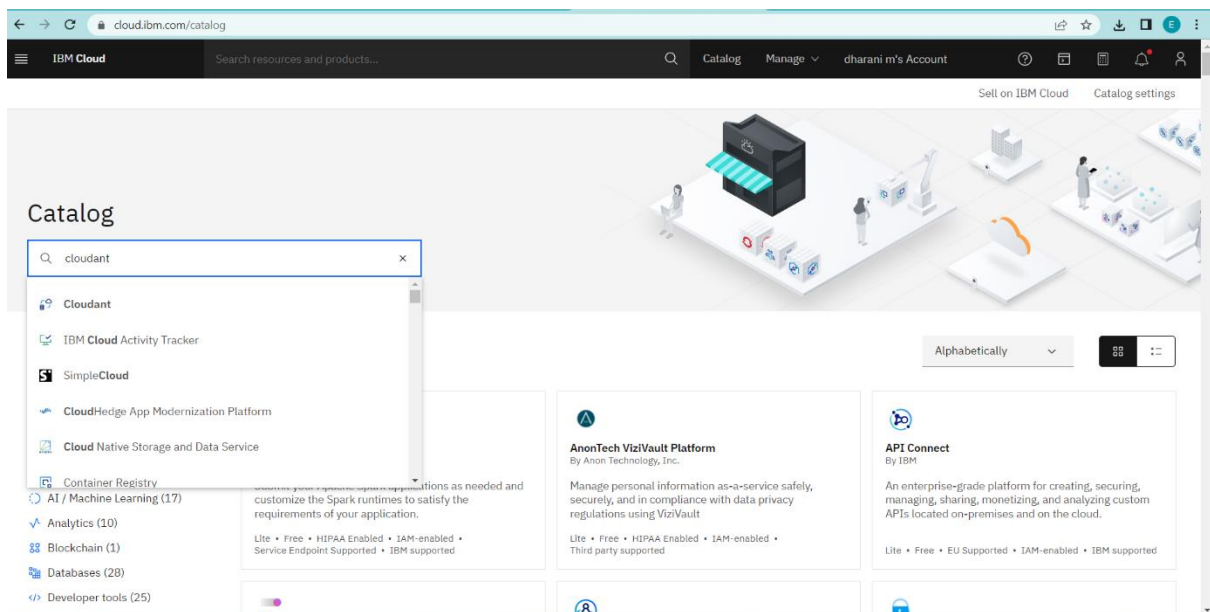 cloud.ibm.com/catalog
E
IBM Cloud
Search resources and products...
Catalog
Manage
dharani m's Account
Sell on IBM Cloud
Catalog settings
Catalog
cloudant
Cloudant
IBM Cloud Activity Tracker
SimpleCloud
CloudHedge App Modernization Platform
Cloud Native Storage and Data Service
Container Registry
AI / Machine Learning (17)
Analytics (10)
Blockchain (1)
Databases (28)
Developer tools (25)
Alphabetically
customize the Spark runtimes to satisfy the
requirements of your application.
Lite • Free • HIPAA Enabled • IAM-enabled •
Service Endpoint Supported • IBM supported
AnonTech ViziVault Platform
By Anon Technology, Inc.
Manage personal information as-a-service safely,
securely, and in compliance with data privacy
regulations using ViziVault
Lite • Free • HIPAA Enabled • IAM-enabled •
Third party supported
API Connect
By IBM
An enterprise-grade platform for creating, securing,
managing, sharing, monetizing, and analyzing custom
APIs located on-premises and on the cloud.
Lite • Free • EU Supported • IAM-enabled • IBM supported